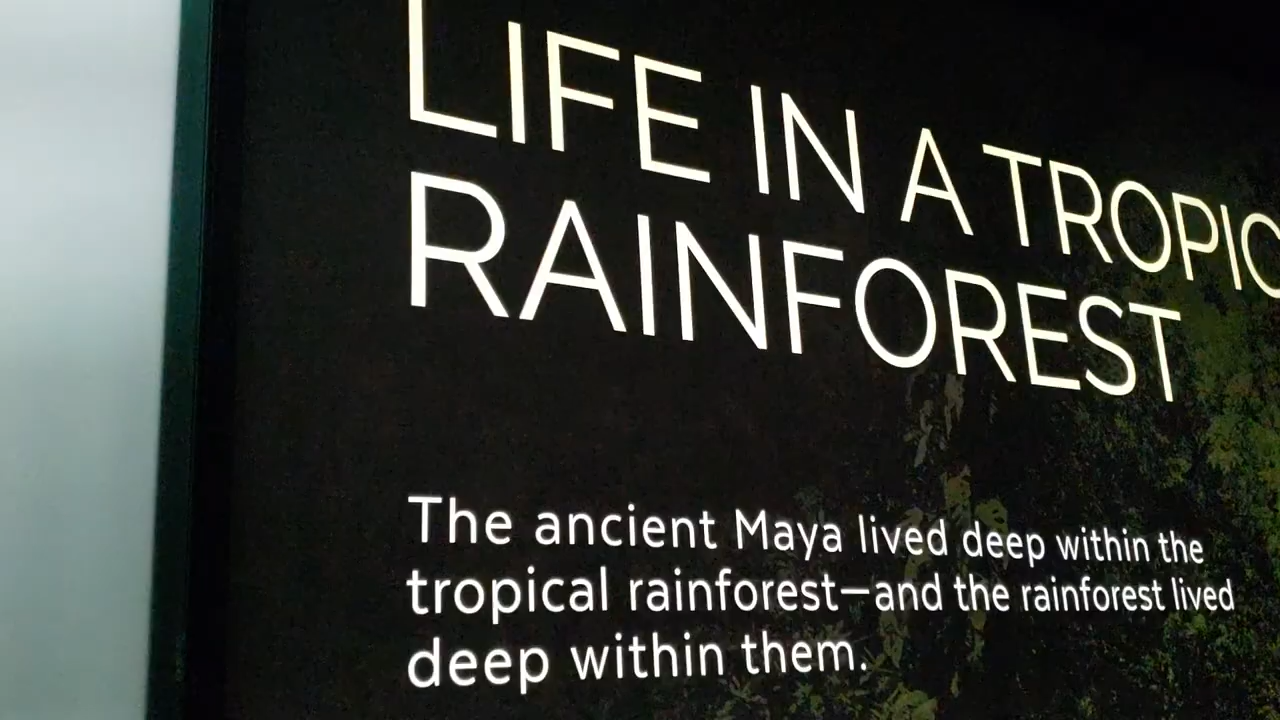 LIFE IN A TROPIC
RAINFOREST
The ancient Maya lived deep within the
tropical rainforest—and the rainforest lived
deep within them.